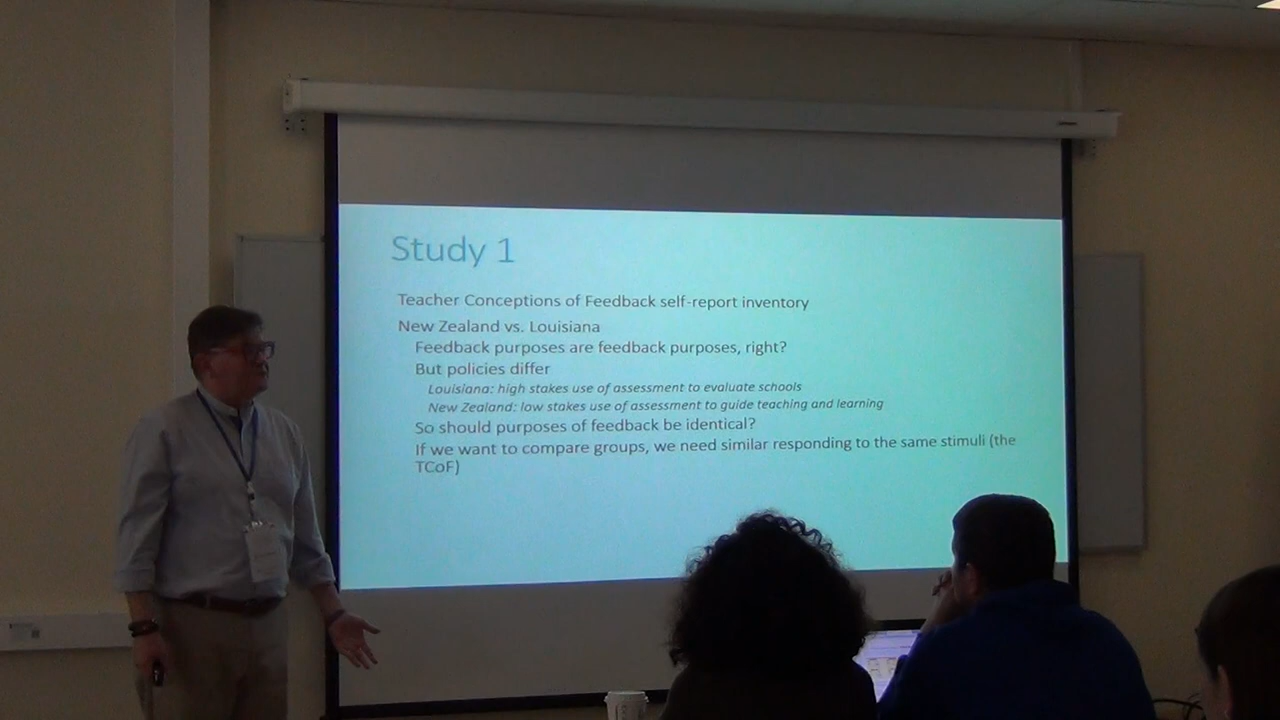 Study 1
Teacher Conceptions of Feedback self-report inventory
New Zealand vs. Louisiana
Feedback purposes are feedback purposes, right?
But policies differ
Louisiana: high stakes use of assessment to evaluate schools
New Zealand: low stakes use of assessment to guide teaching and learning
So should purposes of feedback be identical?
If we want to compare groups, we need similar responding to the same stimuli (the
TCoF)